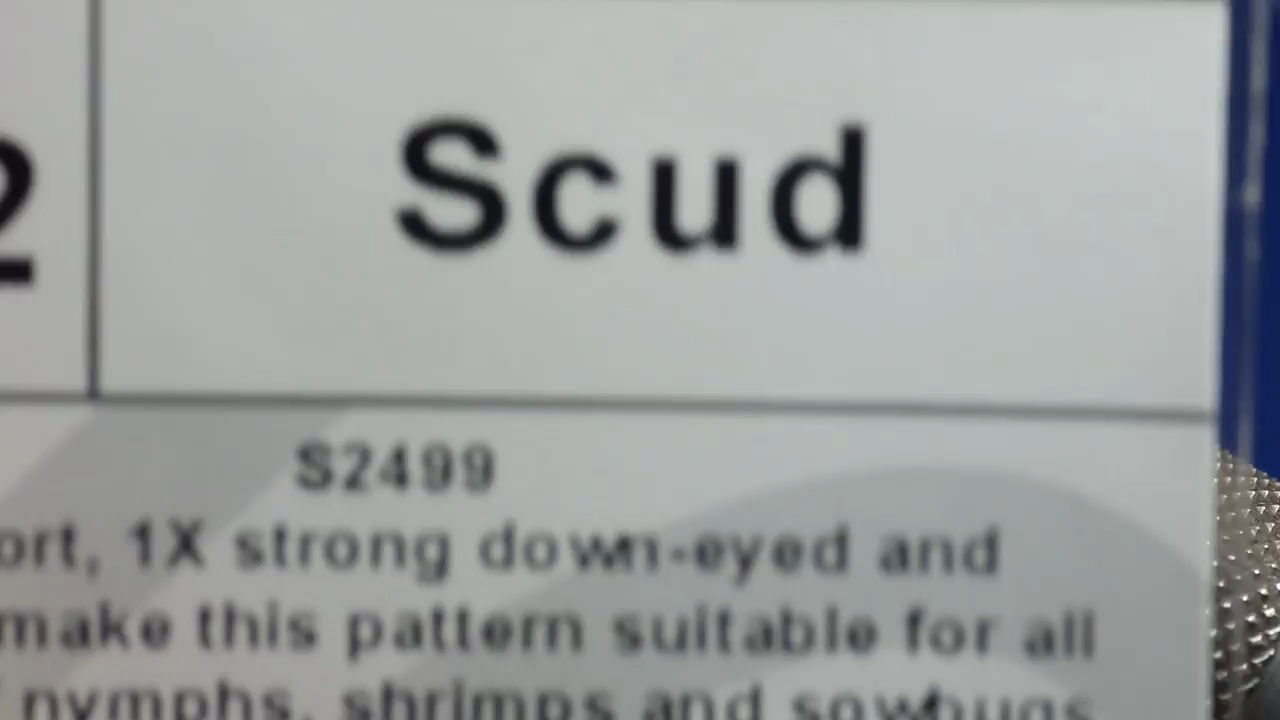 2 Scud
S2499
ort, 1X strong down-eyed and
make this pattern suitable for all
nymphs, shrimps and sowbugs